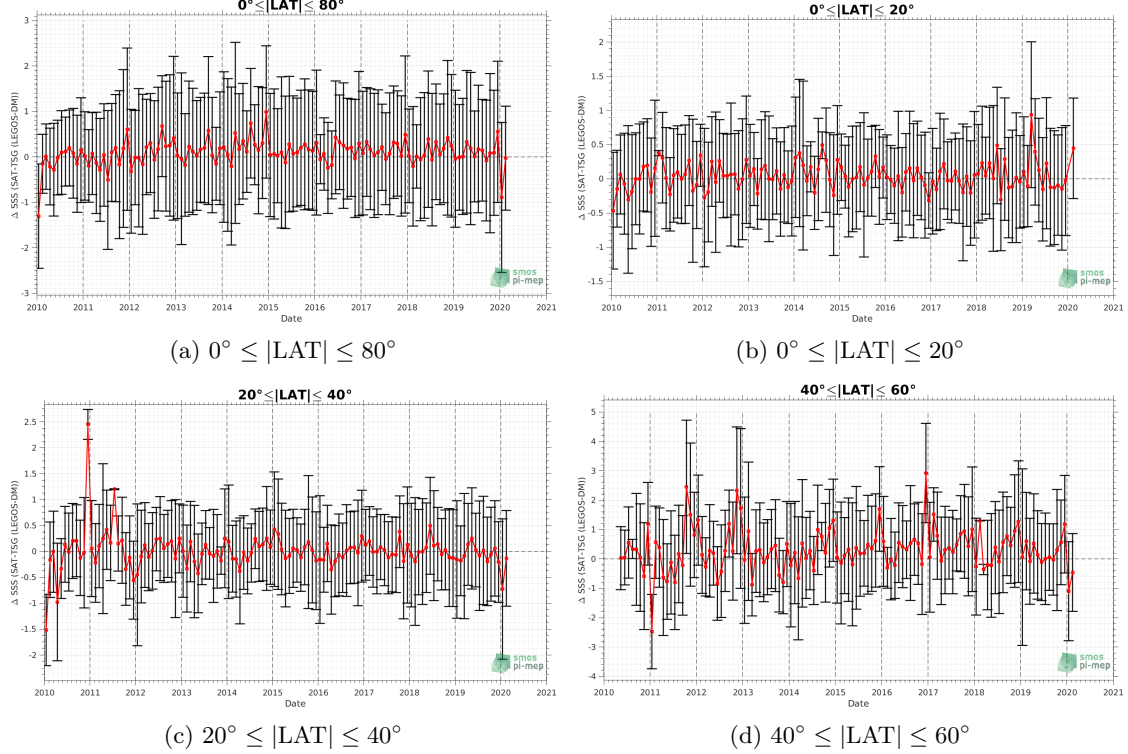 0°≤|LAT|≤ 80°
Δ SSS (SAT-TSG (LEGOS-DM))
3
2
1
0
-1
-2
-3
2010 2011 2012 2013 2014 2015 2016 2017 2018 2019 2020 2021
Date
smos
pi-mep
(a) 0° ≤ |LAT| ≤ 80°
0°≤|LAT|≤ 20°
Δ SSS (SAT-TSG (LEGOS-DM))
2
1.5
1
0.5
0
-0.5
-1
-1.5
2010 2011 2012 2013 2014 2015 2016 2017 2018 2019 2020 2021
Date
smos
pi-mep
(b) 0° ≤ |LAT| ≤ 20°
20°≤|LAT|≤ 40°
Δ SSS (SAT-TSG (LEGOS-DM))
2.5
2
1.5
1
0.5
0
-0.5
-1
-1.5
-2
2010 2011 2012 2013 2014 2015 2016 2017 2018 2019 2020 2021
Date
smos
pi-mep
(c) 20° ≤ |LAT| ≤ 40°
40°≤|LAT|≤ 60°
Δ SSS (SAT-TSG (LEGOS-DM))
5
4
3
2
1
0
-1
-2
-3
-4
2010 2011 2012 2013 2014 2015 2016 2017 2018 2019 2020 2021
Date
smos
pi-mep
(d) 40° ≤ |LAT| ≤ 60°